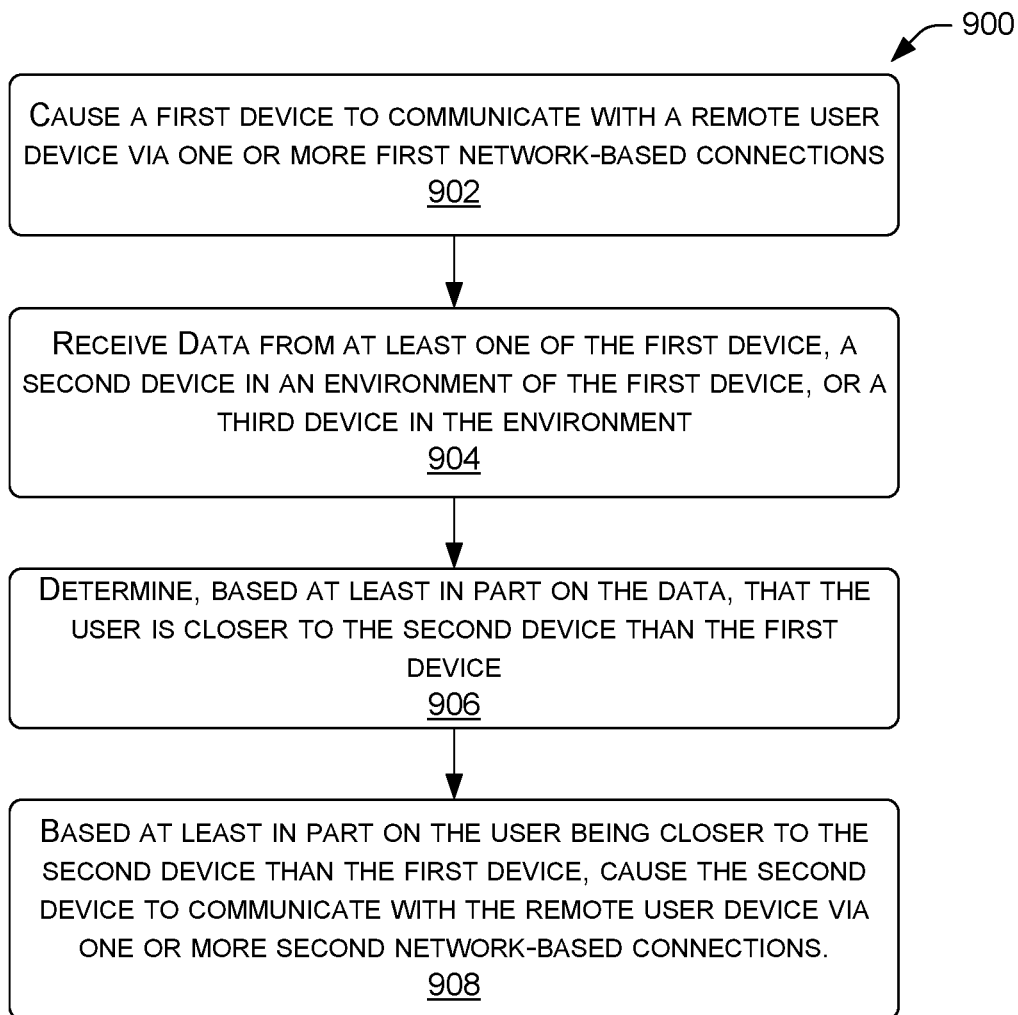 900
CAUSE A FIRST DEVICE TO COMMUNICATE WITH A REMOTE USER
DEVICE VIA ONE OR MORE FIRST NETWORK-BASED CONNECTIONS
902
RECEIVE DATA FROM AT LEAST ONE OF THE FIRST DEVICE, A
SECOND DEVICE IN AN ENVIRONMENT OF THE FIRST DEVICE, OR A
THIRD DEVICE IN THE ENVIRONMENT
904
DETERMINE, BASED AT LEAST IN PART ON THE DATA, THAT THE
USER IS CLOSER TO THE SECOND DEVICE THAN THE FIRST
DEVICE
906
BASED AT LEAST IN PART ON THE USER BEING CLOSER TO THE
SECOND DEVICE THAN THE FIRST DEVICE, CAUSE THE SECOND
DEVICE TO COMMUNICATE WITH THE REMOTE USER DEVICE VIA
ONE OR MORE SECOND NETWORK-BASED CONNECTIONS.
908